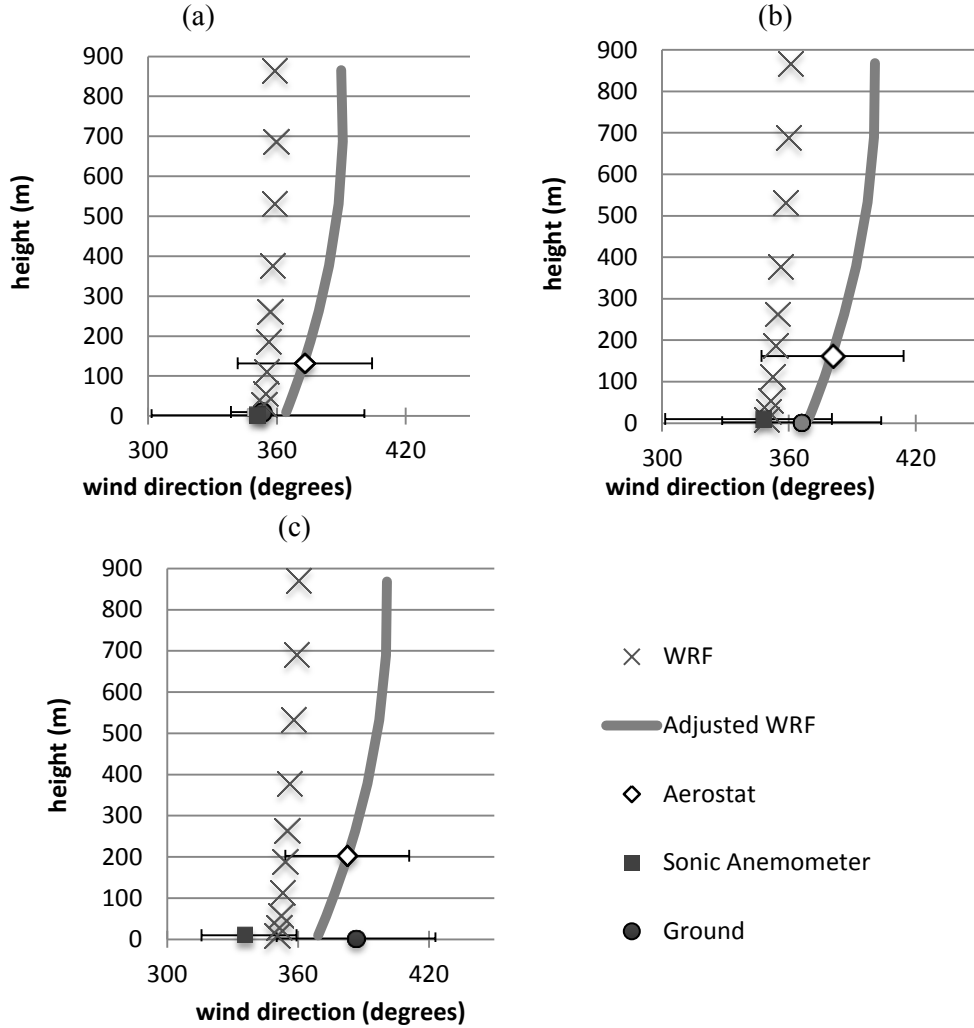 (a)
900
800
700
600
500
400
300
200
100
0
height (m)
300 360 420
wind direction (degrees)
(b)
900
800
700
600
500
400
300
200
100
0
height (m)
300 360 420
wind direction (degrees)
(c)
900
800
700
600
500
400
300
200
100
0
height (m)
300 360 420
wind direction (degrees)
WRF
Adjusted WRF
Aerostat
Sonic Anemometer
Ground